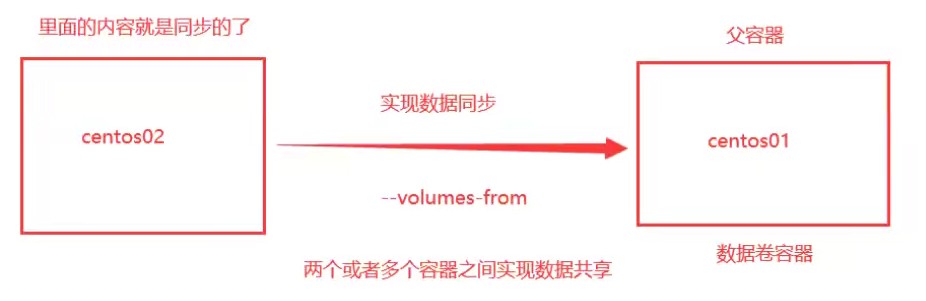 里面的内容就是同步的了
父容器
实现数据同步
centos02
centos01
--volumes-from
数据卷容器
两个或者多个容器之间实现数据共享